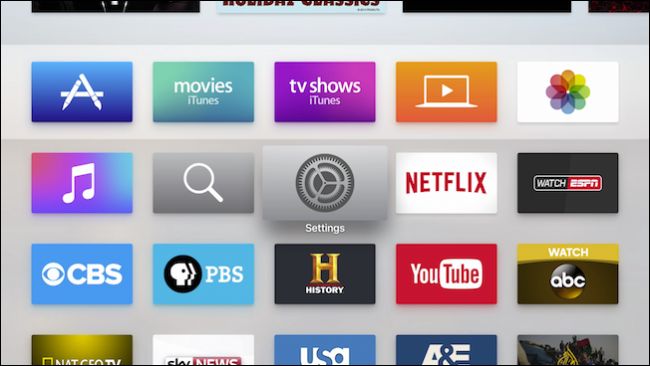 HOLIDAY CLASSICS
movies
iTunes
tv shows
iTunes
NETFLIX
WATCH ESPN
Settings
CBS
PBS
HISTORY
YouTube
WATCH
abc
NAT GEO TV
sky NEWS
usa
A&E